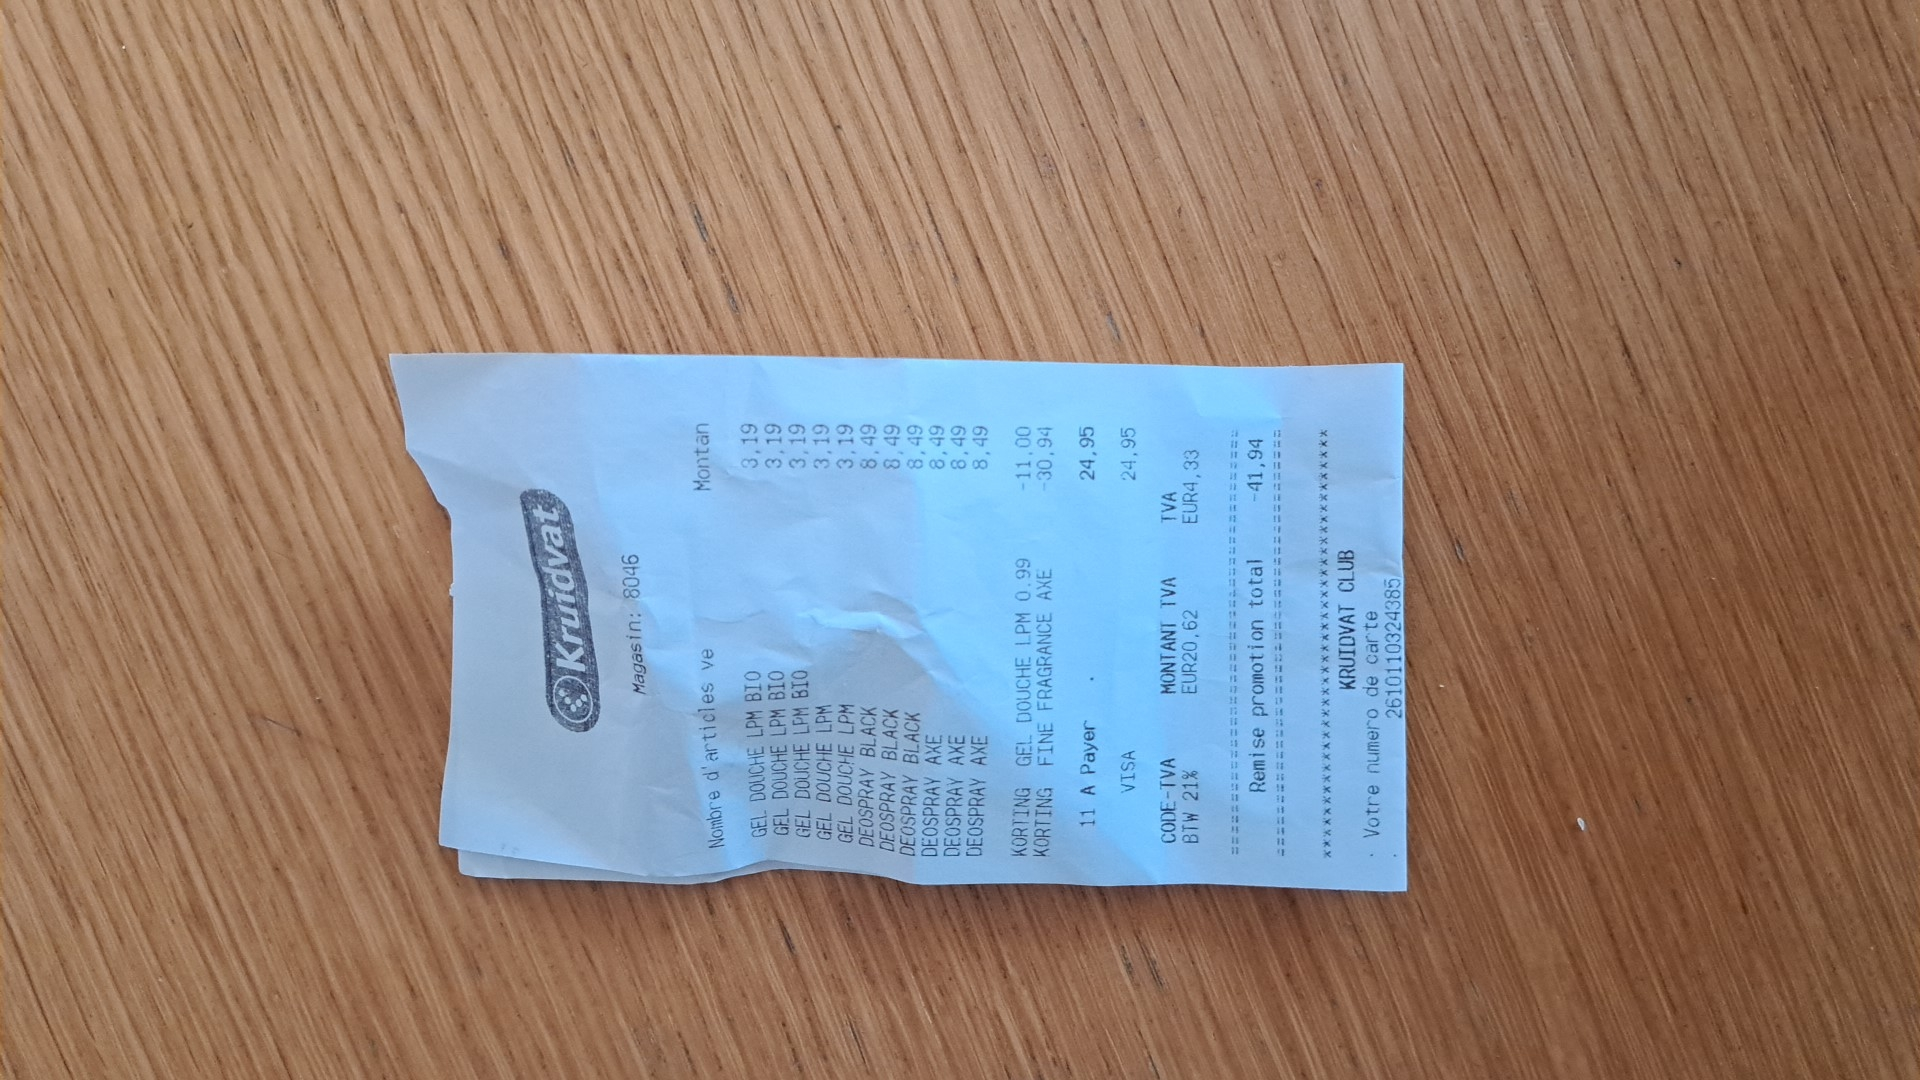 Kruidvat
Magasin: 8046
Nombre d'articles ve Montan
GEL DOUCHE LPM BIO 3,19
GEL DOUCHE LPM BIO 3,19
GEL DOUCHE LPM BIO 3,19
GEL DOUCHE LPM 3,19
GEL DOUCHE LPM 3,19
DEOSPRAY BLACK 8,49
DEOSPRAY BLACK 8,49
DEOSPRAY BLACK 8,49
DEOSPRAY AXE 8,49
DEOSPRAY AXE 8,49
DEOSPRAY AXE 8,49
KORTING GEL DOUCHE LPM 0.99 -11,00
KORTING FINE FRAGRANCE AXE -30,94
11 A Payer . 24,95
VISA 24,95
CODE-TVA MONTANT TVA TVA
BTW 21% EUR20,62 EUR4,33
========================================
Remise promotion total -41,94
========================================
****************************************
KRUIDVAT CLUB
. Votre numero de carte
. 2610110324385